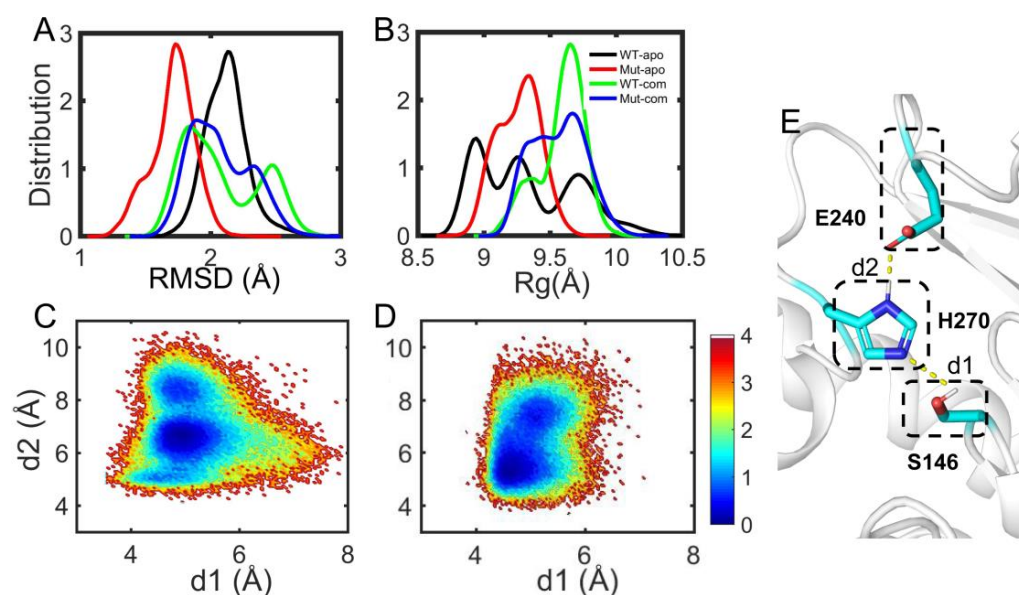 A
3
2
1
0
Distribution
1
2
3
RMSD (Å)
B
3
2
1
0
8.5
9
9.5
10
10.5
Rg(Å)
WT-apo
Mut-apo
WT-com
Mut-com
C
10
8
6
4
d2 (Å)
4
6
8
d1 (Å)
D
10
8
6
4
4
6
8
d1 (Å)
4
3
2
1
0
E
E240
d2
H270
d1
S146